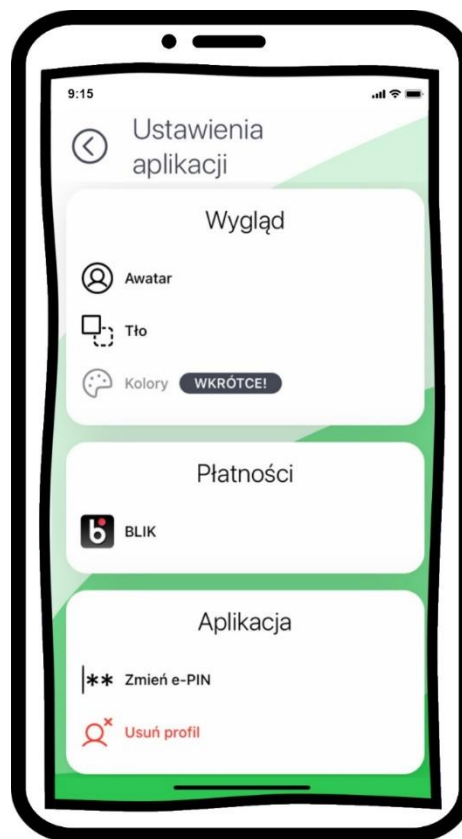 9:15
Ustawienia
aplikacji
Wygląd
Awatar
Tło
Kolory WKRÓTCE!
Płatności
BLIK
Aplikacja
Zmień e-PIN
Usuń profil